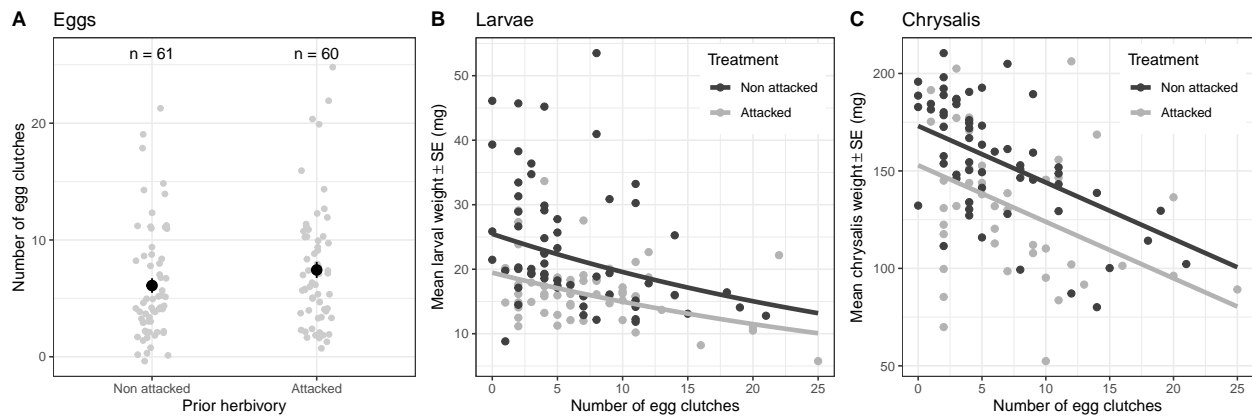 A Eggs
n = 61 n = 60
20
10
0
Number of egg clutches
Non attacked Attacked
Prior herbivory
B Larvae
Treatment
Non attacked
Attacked
50
40
30
20
10
Mean larval weight ± SE (mg)
0 5 10 15 20 25
Number of egg clutches
C Chrysalis
Treatment
Non attacked
Attacked
200
150
100
50
Mean chrysalis weight ± SE (mg)
0 5 10 15 20 25
Number of egg clutches